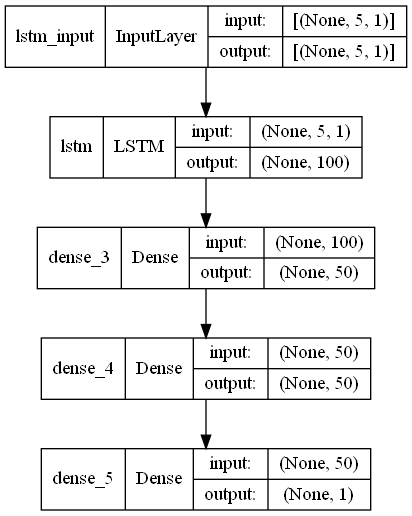 lstm_input InputLayer input: [(None, 5, 1)]
output: [(None, 5, 1)]
lstm LSTM input: (None, 5, 1)
output: (None, 100)
dense_3 Dense input: (None, 100)
output: (None, 50)
dense_4 Dense input: (None, 50)
output: (None, 50)
dense_5 Dense input: (None, 50)
output: (None, 1)